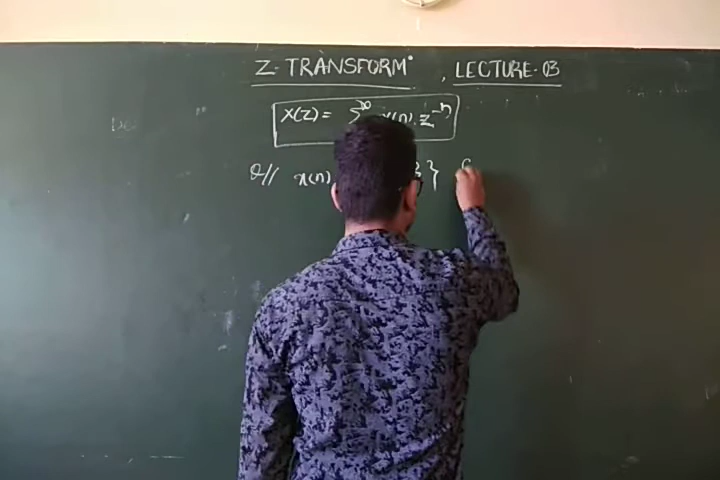 Z-TRANSFORM , LECTURE-03
X(Z) = ∑ x(n). z⁻ⁿ
Q// x(n) }